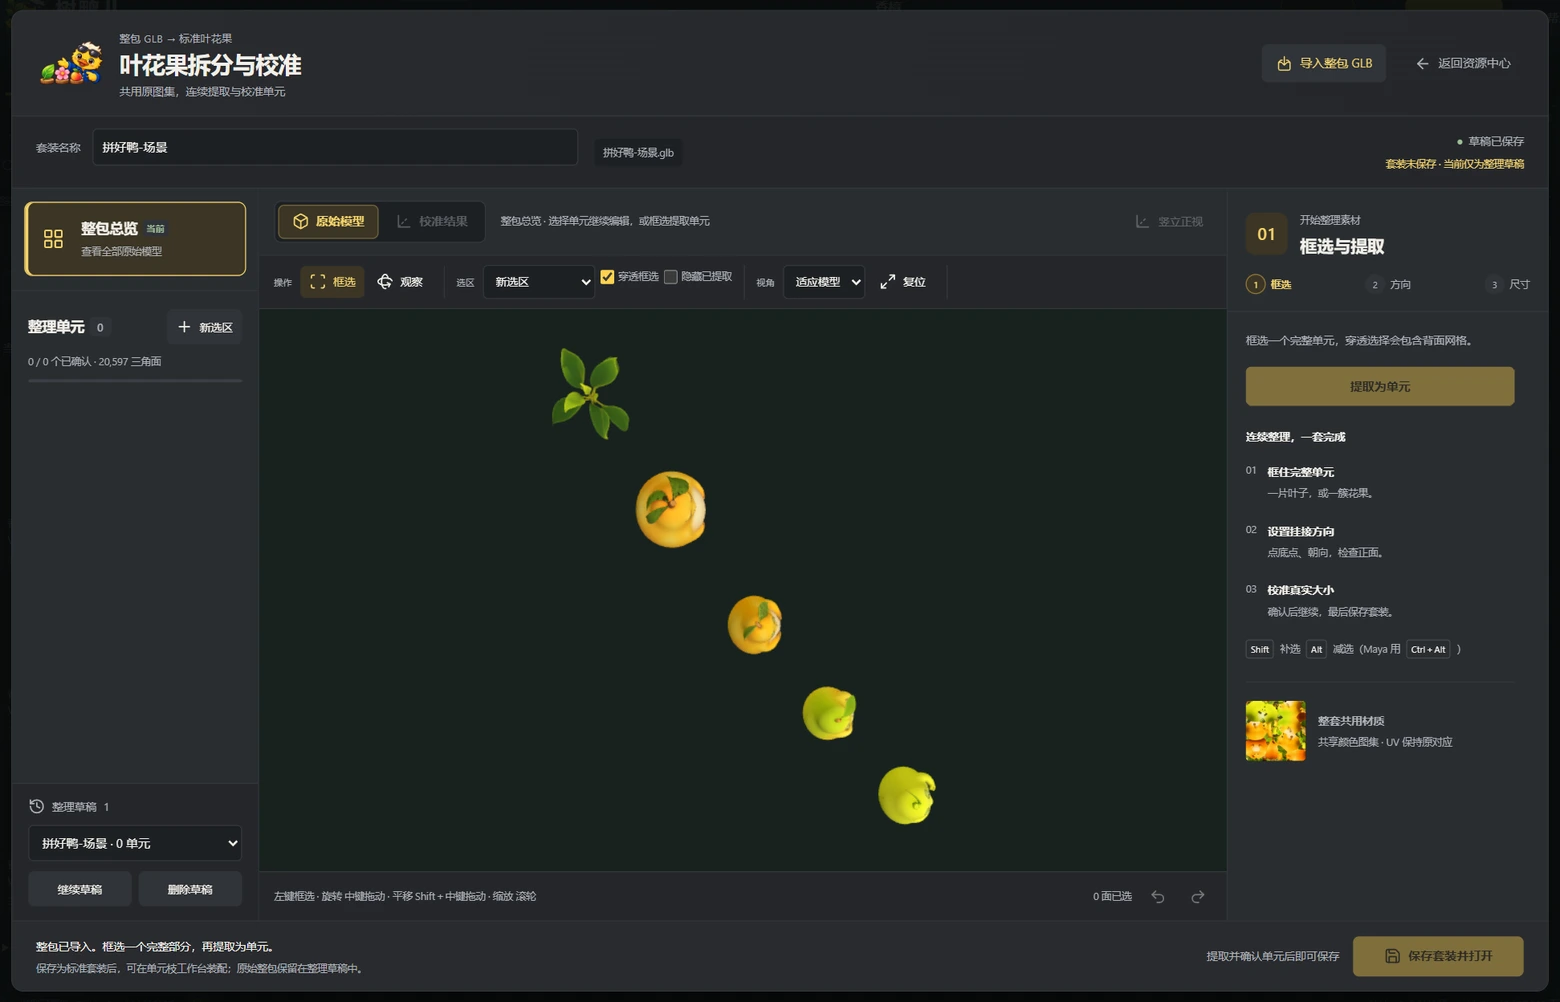 整包 GLB → 标准叶花果
叶花果拆分与校准
共用原图集，连续提取与校准单元
导入整包 GLB
返回资源中心
套装名称
拼好鸭-场景
拼好鸭-场景.glb
草稿已保存
套装未保存 · 当前仅为整理草稿
整包总览 当前
查看全部原始模型
原始模型
校准结果
整包总览 · 选择单元继续编辑，或框选提取单元
竖立正视
操作
框选
观察
选区
新选区
穿透框选
隐藏已提取
视角
适应模型
复位
整理单元 0
新选区
0 / 0 个已确认 · 20,597 三角面
01
开始整理素材
框选与提取
1 框选
2 方向
3 尺寸
框选一个完整单元，穿透选择会包含背面网格。
提取为单元
连续整理，一套完成
01 框住完整单元
一片叶子，或一簇花果。
02 设置挂接方向
点底点、朝向，检查正面。
03 校准真实大小
确认后继续，最后保存套装。
Shift 补选 Alt 减选（Maya 用 Ctrl + Alt ）
整套共用材质
共享颜色图集 · UV 保持原对应
整理草稿 1
拼好鸭-场景 · 0 单元
继续草稿
删除草稿
左键框选 · 旋转 中键拖动 · 平移 Shift + 中键拖动 · 缩放 滚轮
0 面已选
整包已导入。框选一个完整部分，再提取为单元。
保存为标准套装后，可在单元枝工作台装配；原始整包保留在整理草稿中。
提取并确认单元后即可保存
保存套装并打开